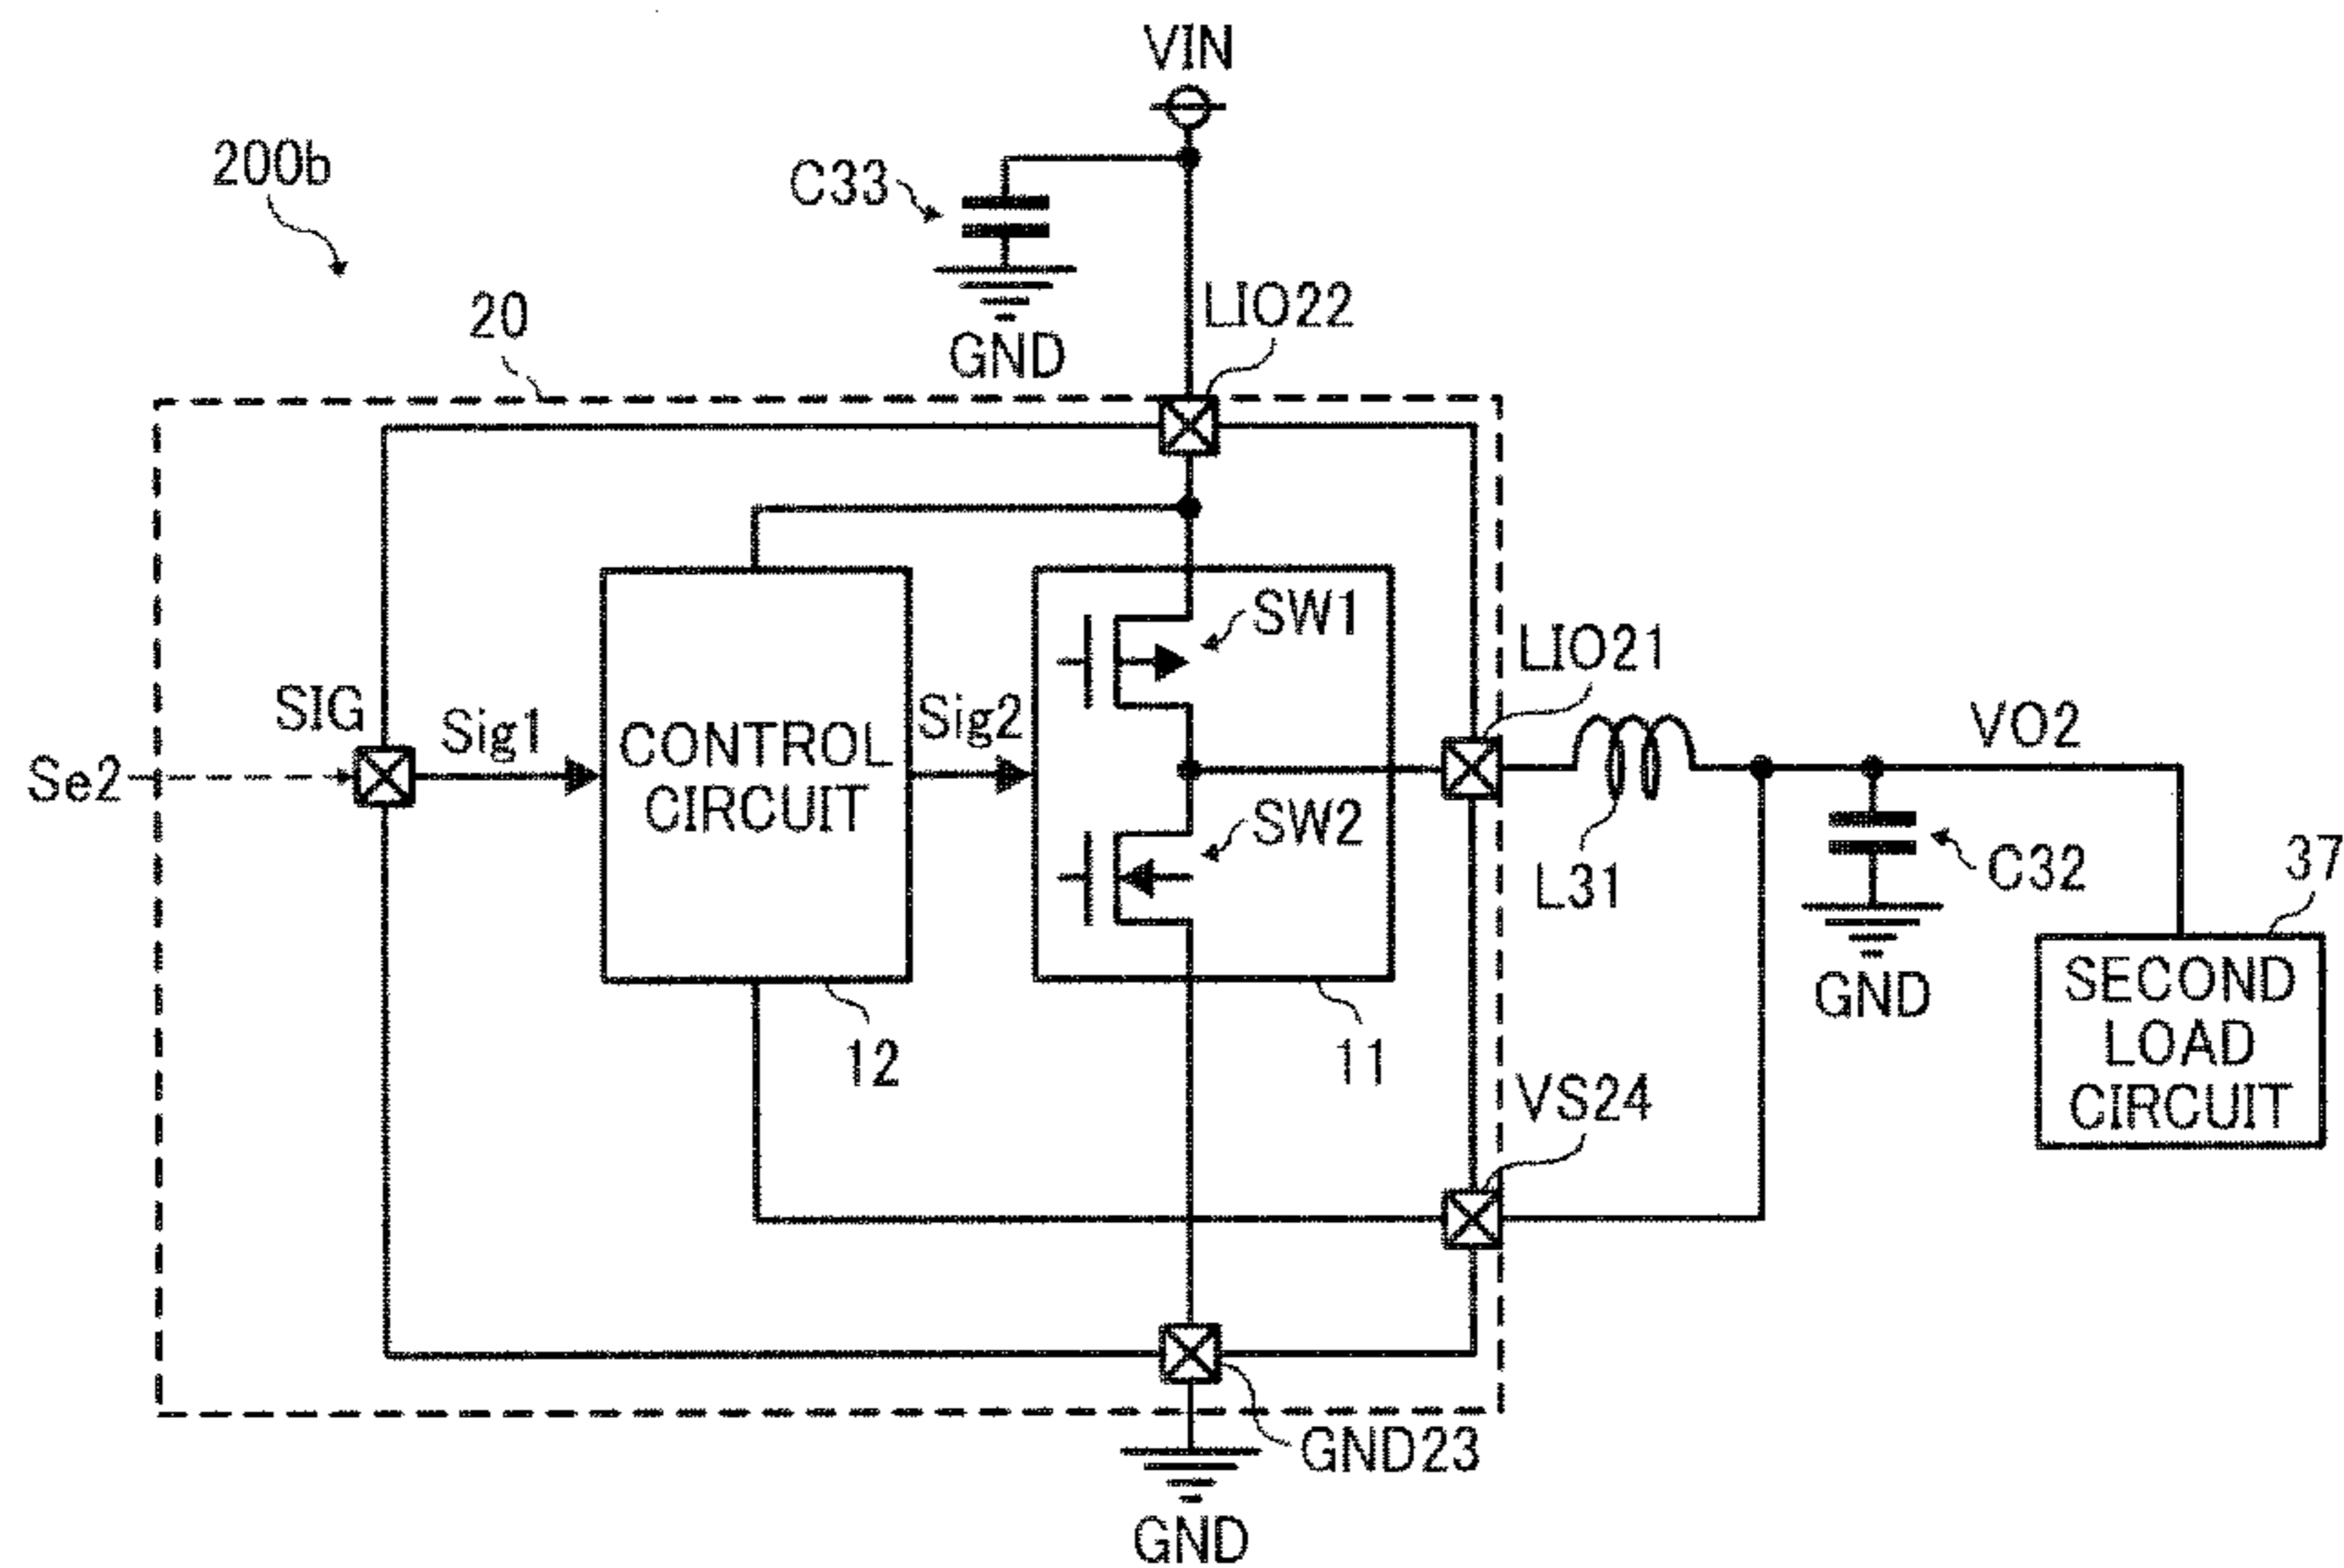 VIN
200b
C33
20
LIO22
GND
SW1
LIO21
SIG
Sig1
CONTROL
CIRCUIT
Sig2
VO2
Se2
SW2
L31
C32
37
GND
SECOND
LOAD
CIRCUIT
12
11
VS24
GND23
GND